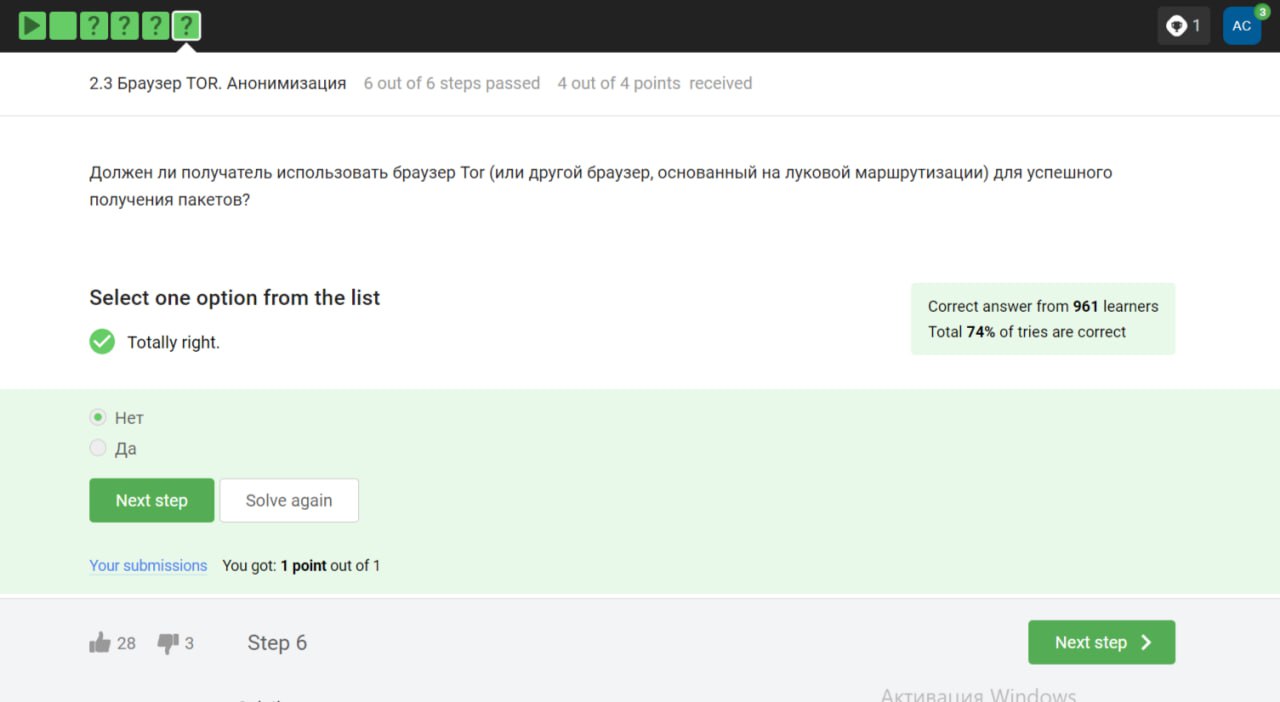 ? ? ? ?
1
AC
3
2.3 Браузер TOR. Анонимизация 6 out of 6 steps passed 4 out of 4 points received
Должен ли получатель использовать браузер Tor (или другой браузер, основанный на луковой маршрутизации) для успешного
получения пакетов?
Select one option from the list
Correct answer from 961 learners
Total 74% of tries are correct
Totally right.
Нет
Да
Next step Solve again
Your submissions You got: 1 point out of 1
28 3 Step 6 Next step
Активация Windows